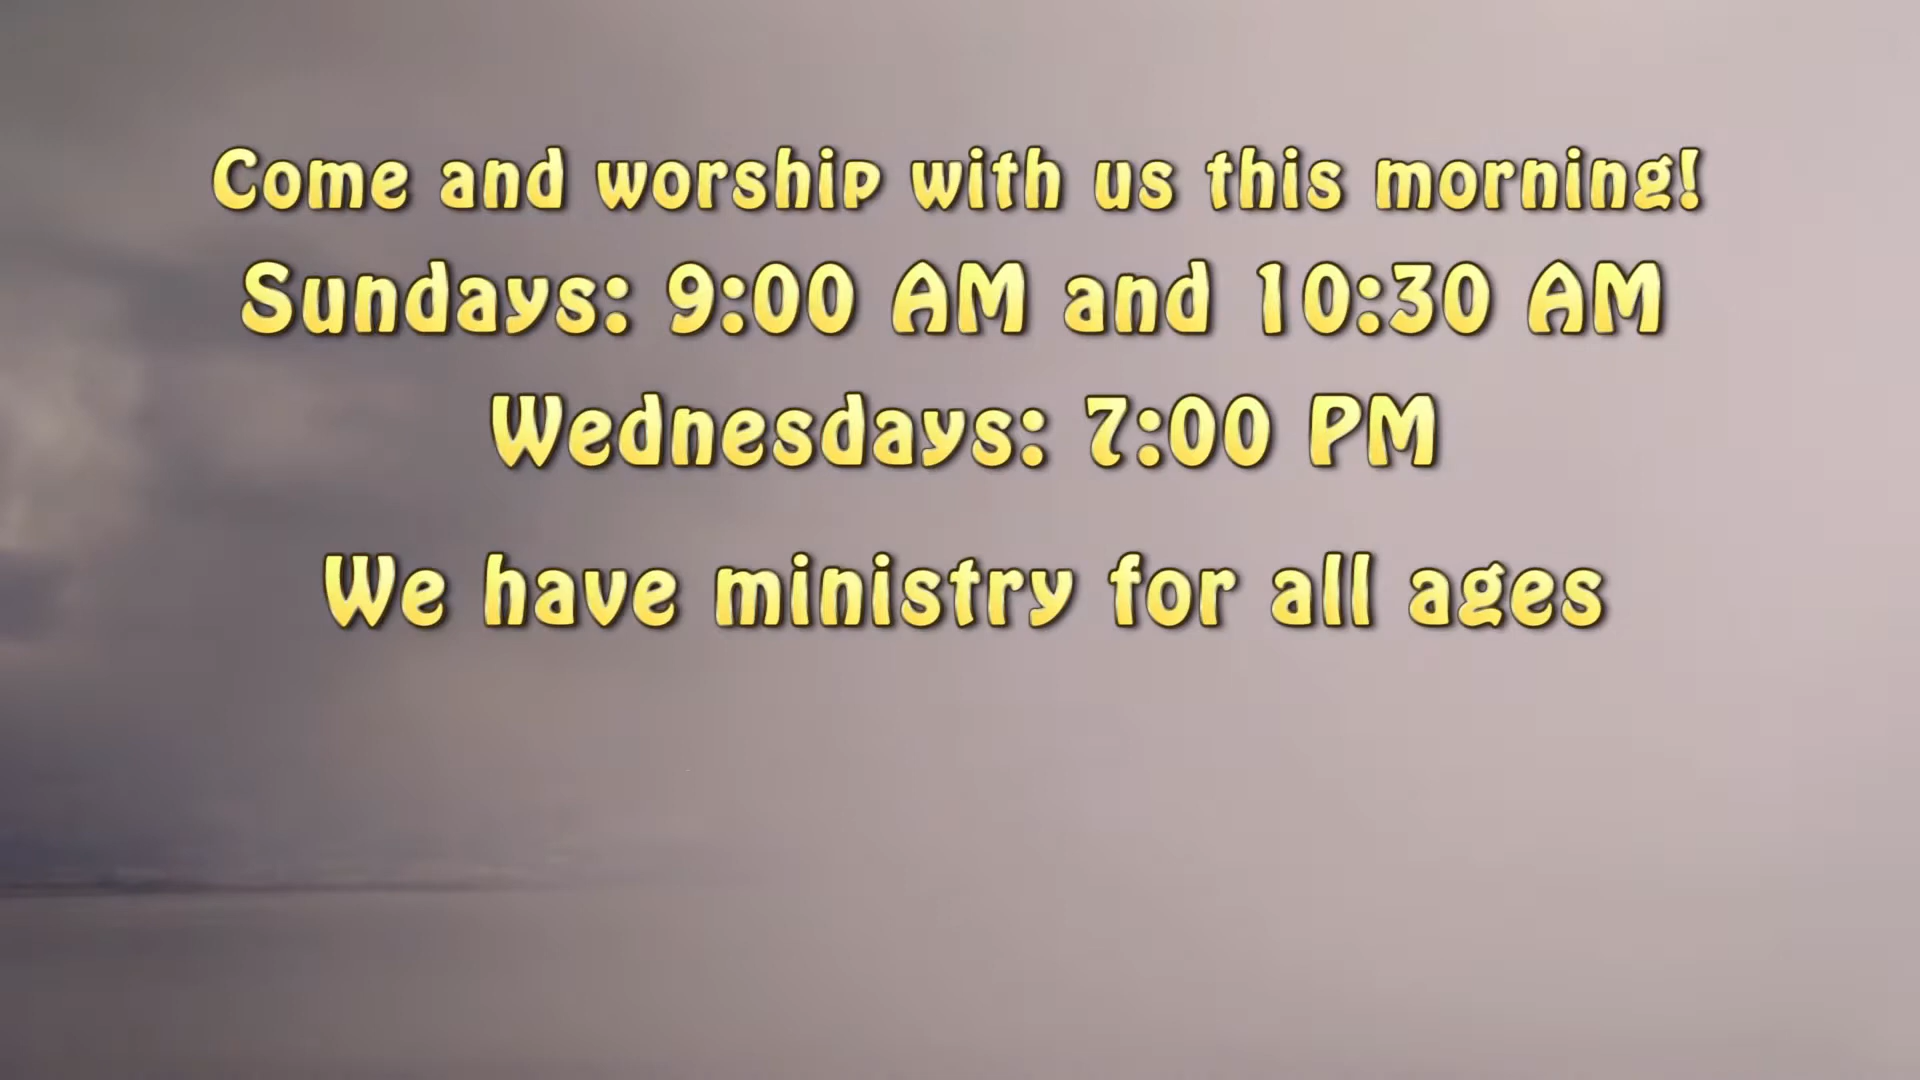 Come and worship with us this morning!
Sundays: 9:00 AM and 10:30 AM
Wednesdays: 7:00 PM
We have ministry for all ages